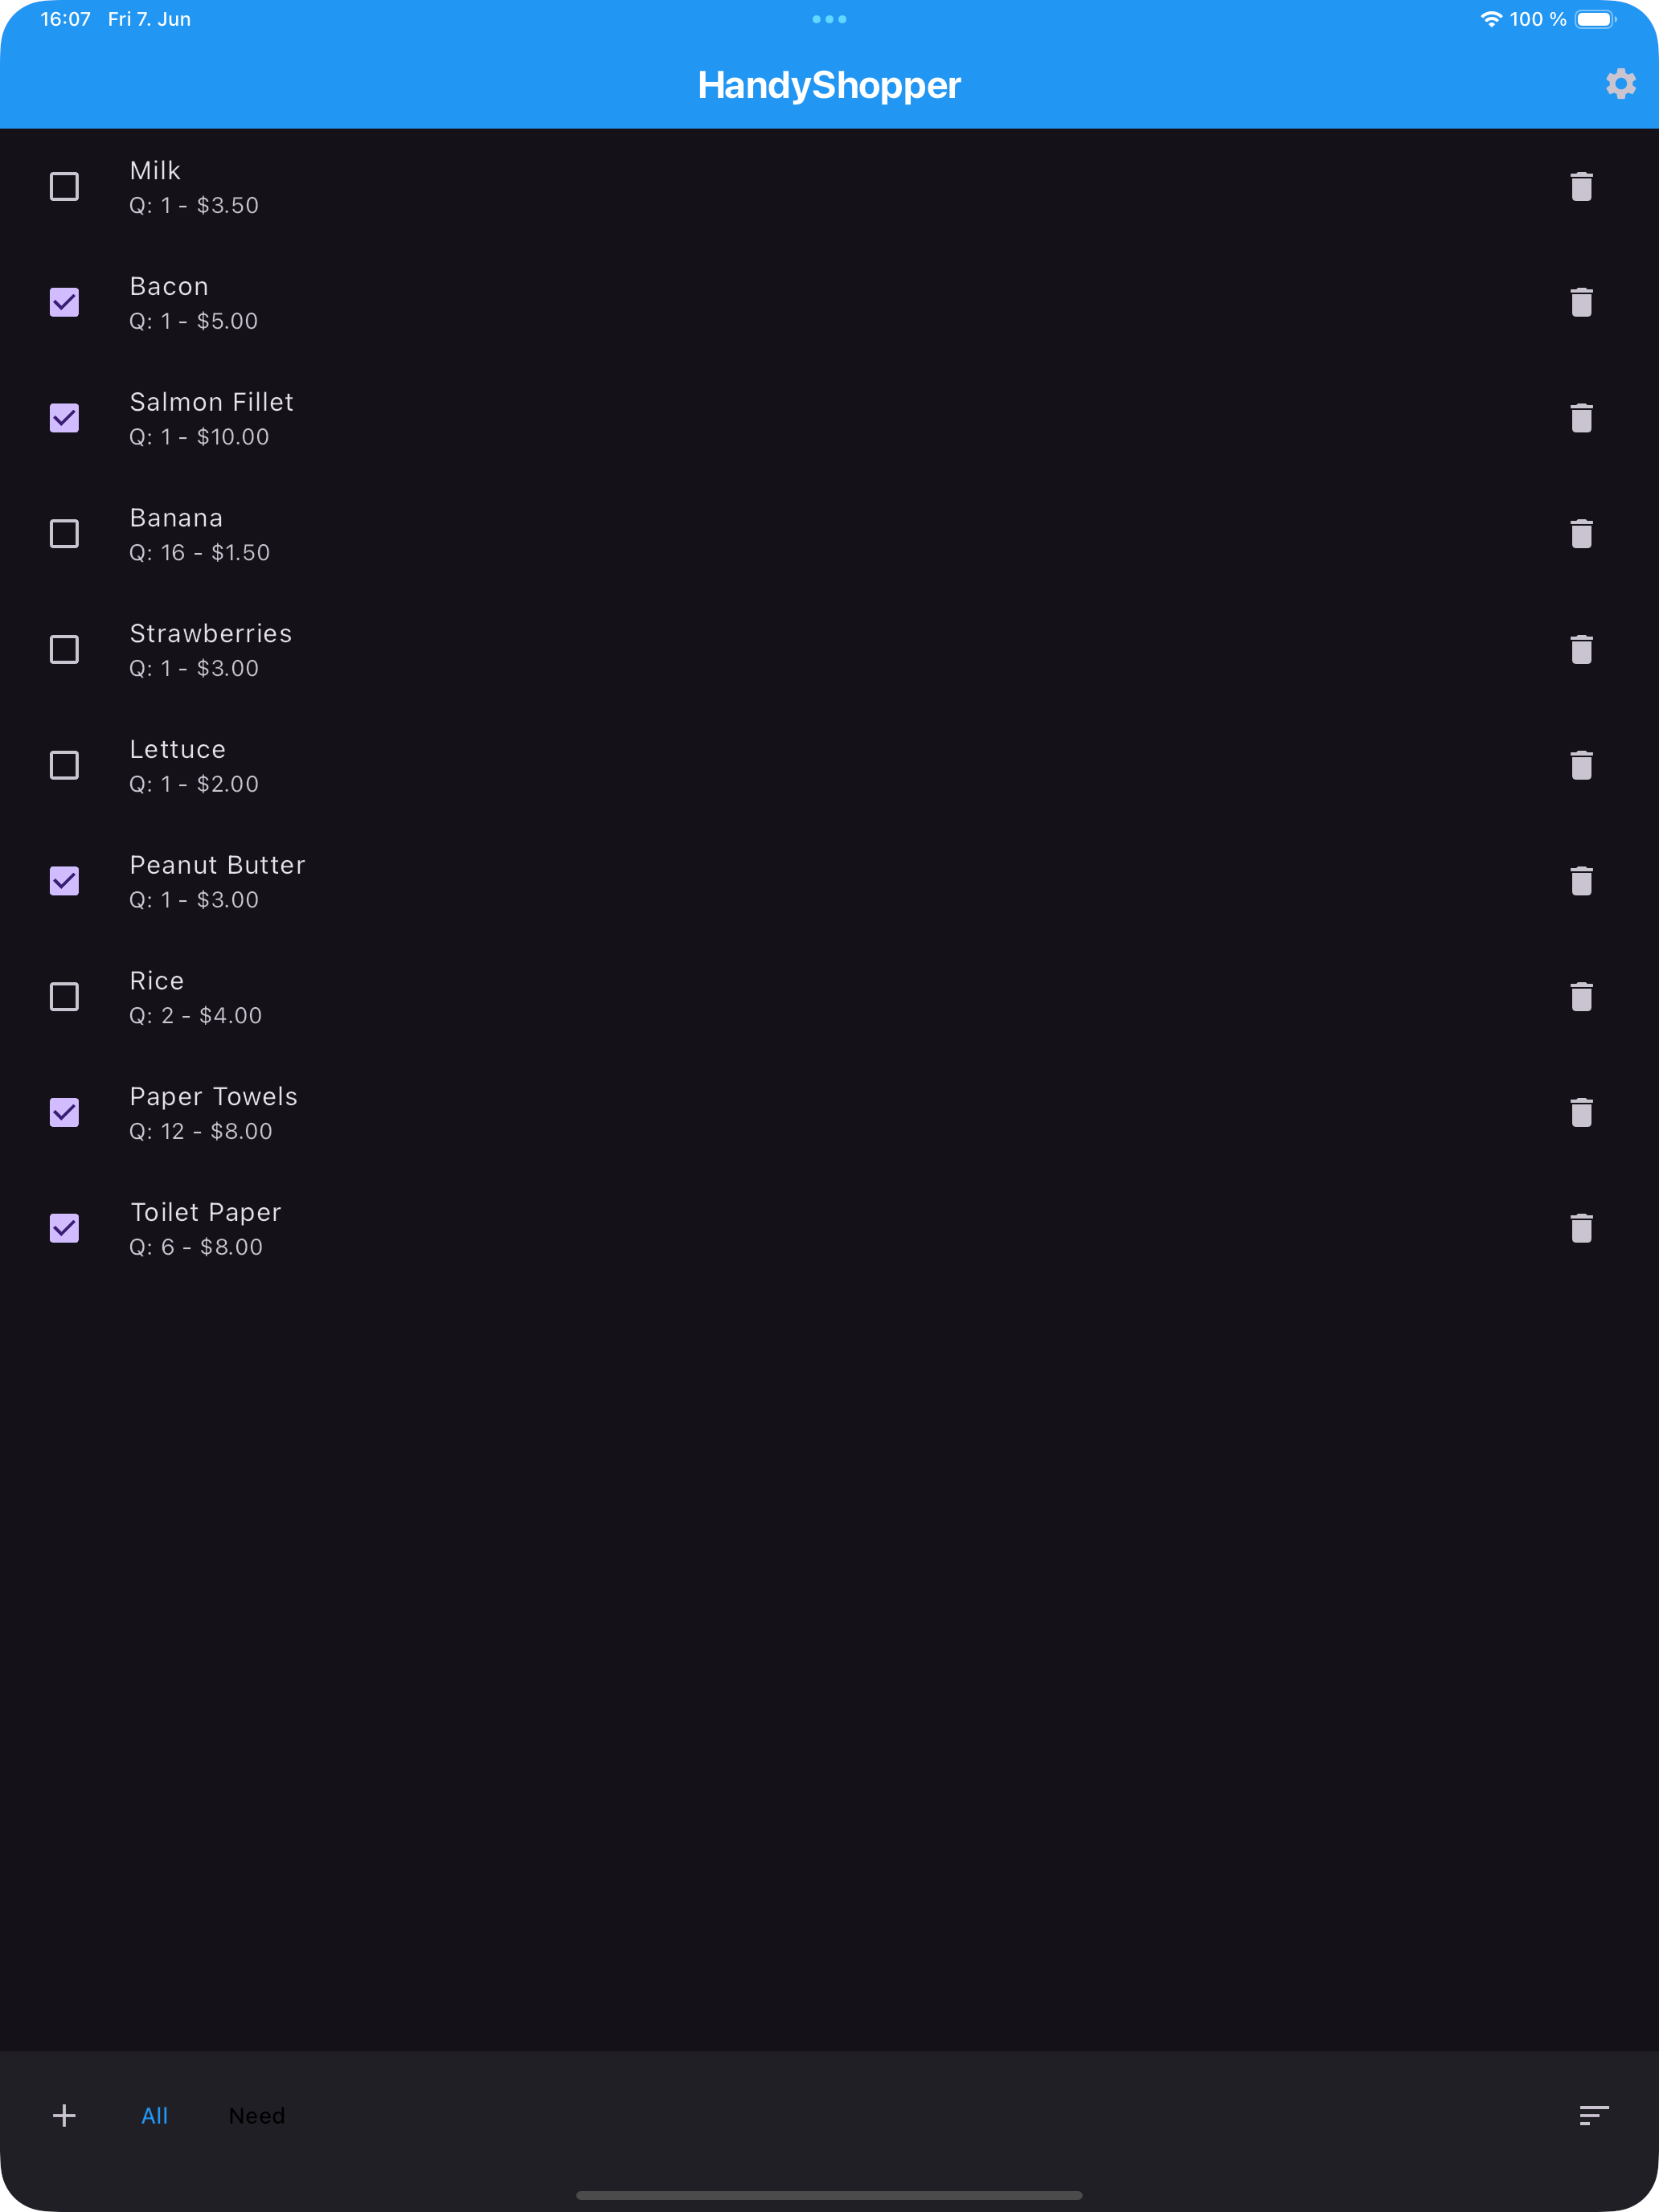 16:07 Fri 7. Jun
100 %
HandyShopper
Milk
Q: 1 - $3.50
Bacon
Q: 1 - $5.00
Salmon Fillet
Q: 1 - $10.00
Banana
Q: 16 - $1.50
Strawberries
Q: 1 - $3.00
Lettuce
Q: 1 - $2.00
Peanut Butter
Q: 1 - $3.00
Rice
Q: 2 - $4.00
Paper Towels
Q: 12 - $8.00
Toilet Paper
Q: 6 - $8.00
All Need